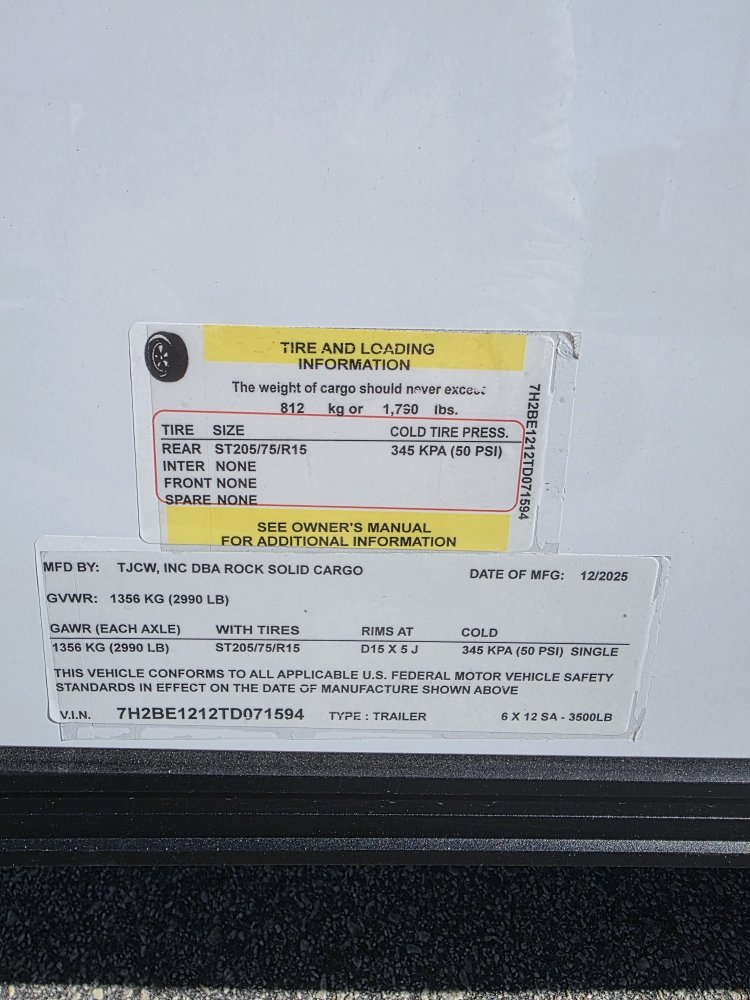 TIRE AND LOADING
INFORMATION
The weight of cargo should never exceed
812 kg or 1,790 lbs.
TIRE SIZE COLD TIRE PRESS.
REAR ST205/75/R15 345 KPA (50 PSI)
INTER NONE
FRONT NONE
SPARE NONE
SEE OWNER'S MANUAL
FOR ADDITIONAL INFORMATION
7H2BE1212TD071594
MFD BY: TJCW, INC DBA ROCK SOLID CARGO DATE OF MFG: 12/2025
GVWR: 1356 KG (2990 LB)
GAWR (EACH AXLE) WITH TIRES RIMS AT COLD
1356 KG (2990 LB) ST205/75/R15 D15 X 5 J 345 KPA (50 PSI) SINGLE
THIS VEHICLE CONFORMS TO ALL APPLICABLE U.S. FEDERAL MOTOR VEHICLE SAFETY
STANDARDS IN EFFECT ON THE DATE OF MANUFACTURE SHOWN ABOVE
V.I.N. 7H2BE1212TD071594 TYPE : TRAILER 6 X 12 SA - 3500LB